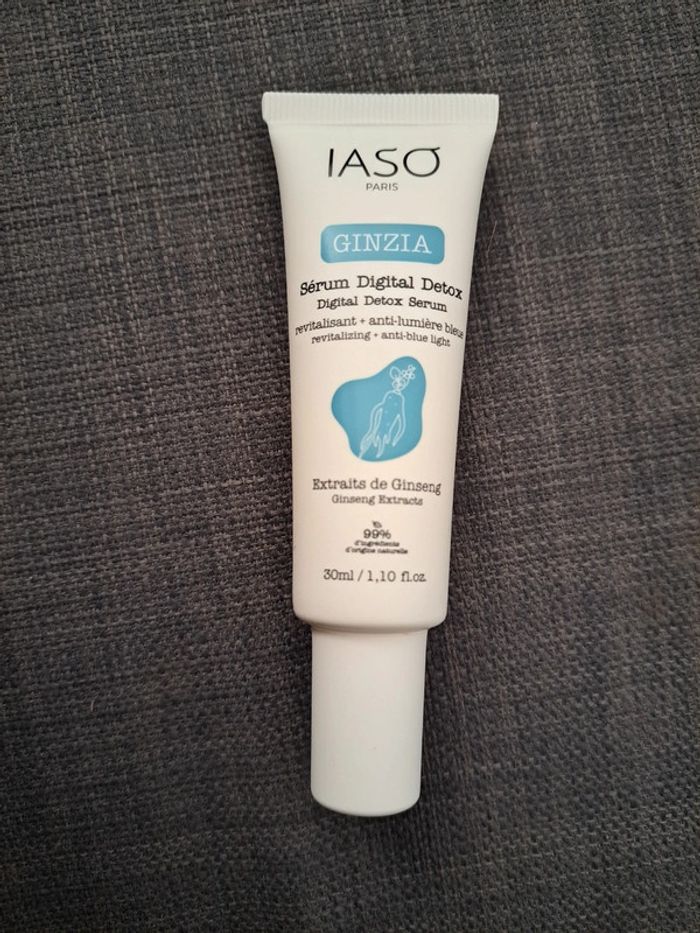 IASO
PARIS
GINZIA
Sérum Digital Detox
Digital Detox Serum
revitalisant + anti-lumière bleue
revitalizing + anti-blue light
Extraits de Ginseng
Ginseng Extracts
99%
d'ingrédients
d'origine naturelle
30ml / 1,10 fl.oz